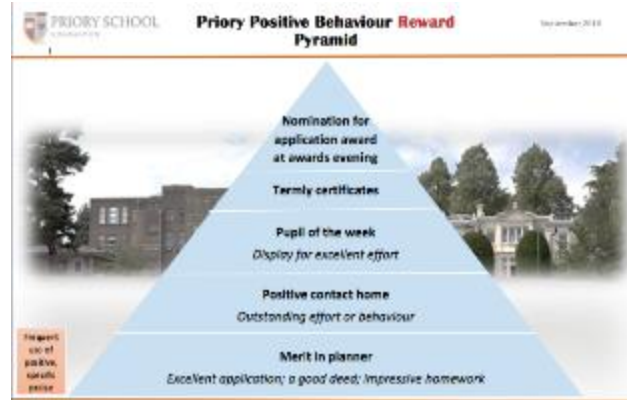 PRIORY SCHOOL
Priory Positive Behaviour Reward
Pyramid
Nomination for
application award
at awards evening
Termly certificates
Pupil of the week
Display for excellent effort
Positive contact home
Outstanding effort or behaviour
Merit in planner
Excellent application; a good deed; impressive homework
Frequent
use of
positive,
specific
praise